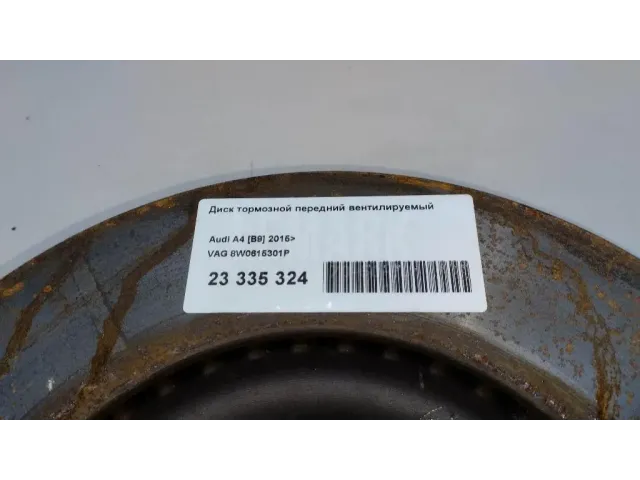 Диск тормозной передний вентилируемый
Audi A4 [B9] 2015>
VAG 8W0615301P
23 335 324